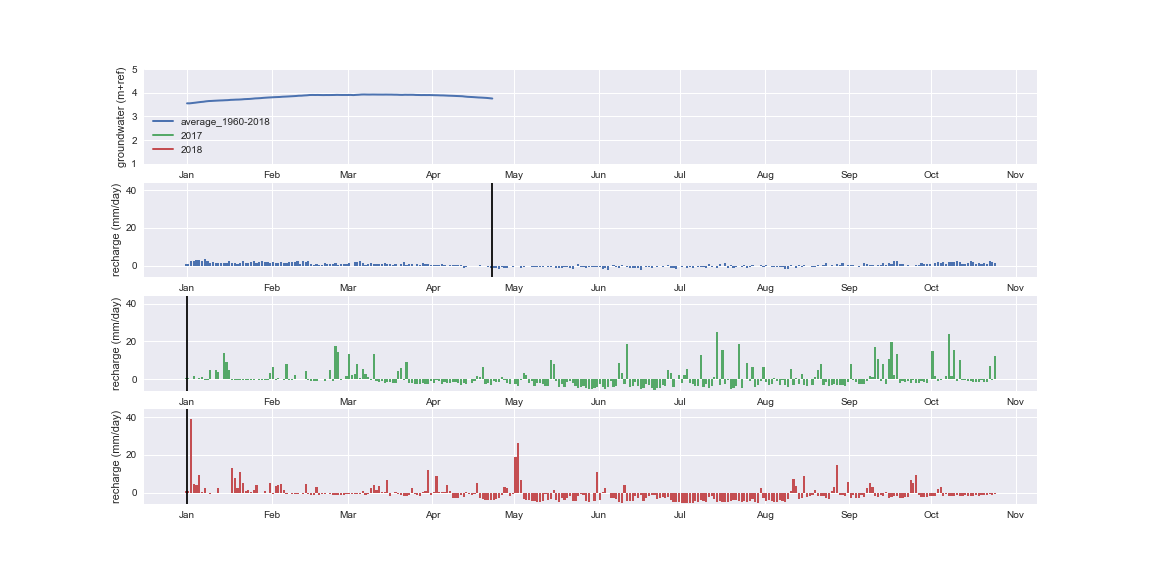 groundwater (m+ref)
5
4
3
2
1
average_1960-2018
2017
2018
Jan Feb Mar Apr May Jun Jul Aug Sep Oct Nov
recharge (mm/day)
40
20
0
Jan Feb Mar Apr May Jun Jul Aug Sep Oct Nov
recharge (mm/day)
40
20
0
Jan Feb Mar Apr May Jun Jul Aug Sep Oct Nov
recharge (mm/day)
40
20
0
Jan Feb Mar Apr May Jun Jul Aug Sep Oct Nov